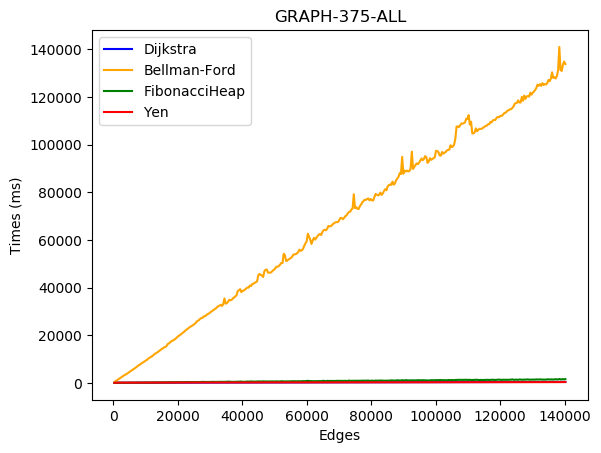 GRAPH-375-ALL
Dijkstra
Bellman-Ford
FibonacciHeap
Yen
Times (ms)
140000
120000
100000
80000
60000
40000
20000
0
0 20000 40000 60000 80000 100000 120000 140000
Edges